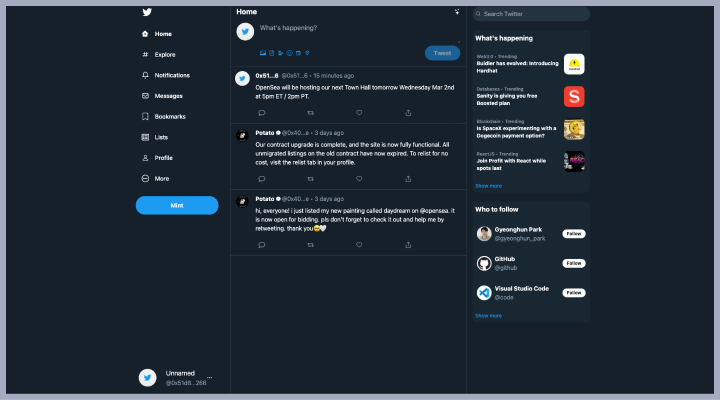 Home
Explore
Notifications
Messages
Bookmarks
Lists
Profile
More
Mint
Unnamed
@0x51d8...266
...
Home
What's happening?
Tweet
0x51...6 @0x51...6 • 15 minutes ago
OpenSea will be hosting our next Town Hall tomorrow Wednesday Mar 2nd
at 5pm ET / 2pm PT.
Potato @0x40...a • 3 days ago
Our contract upgrade is complete, and the site is now fully functional. All
unmigrated listings on the old contract have now expired. To relist for no
cost, visit the relist tab in your profile.
Potato @0x40...a • 3 days ago
hi, everyone! i just listed my new painting called daydream on @opensea. it
is now open for bidding. pls don't forget to check it out and help me by
retweeting. thank you🥺🤍
Search Twitter
What's happening
Web3.0 • Trending
Buidler has evolved: Introducing
Hardhat
Databases • Trending
Sanity is giving you free
Boosted plan
Blockchain • Trending
Is SpaceX experimenting with a
Dogecoin payment option?
ReactJS • Trending
Join Profit with React while
spots last
Show more
Who to follow
Gyeonghun Park
@gyeonghun_park
Follow
GitHub
@github
Follow
Visual Studio Code
@code
Follow
Show more